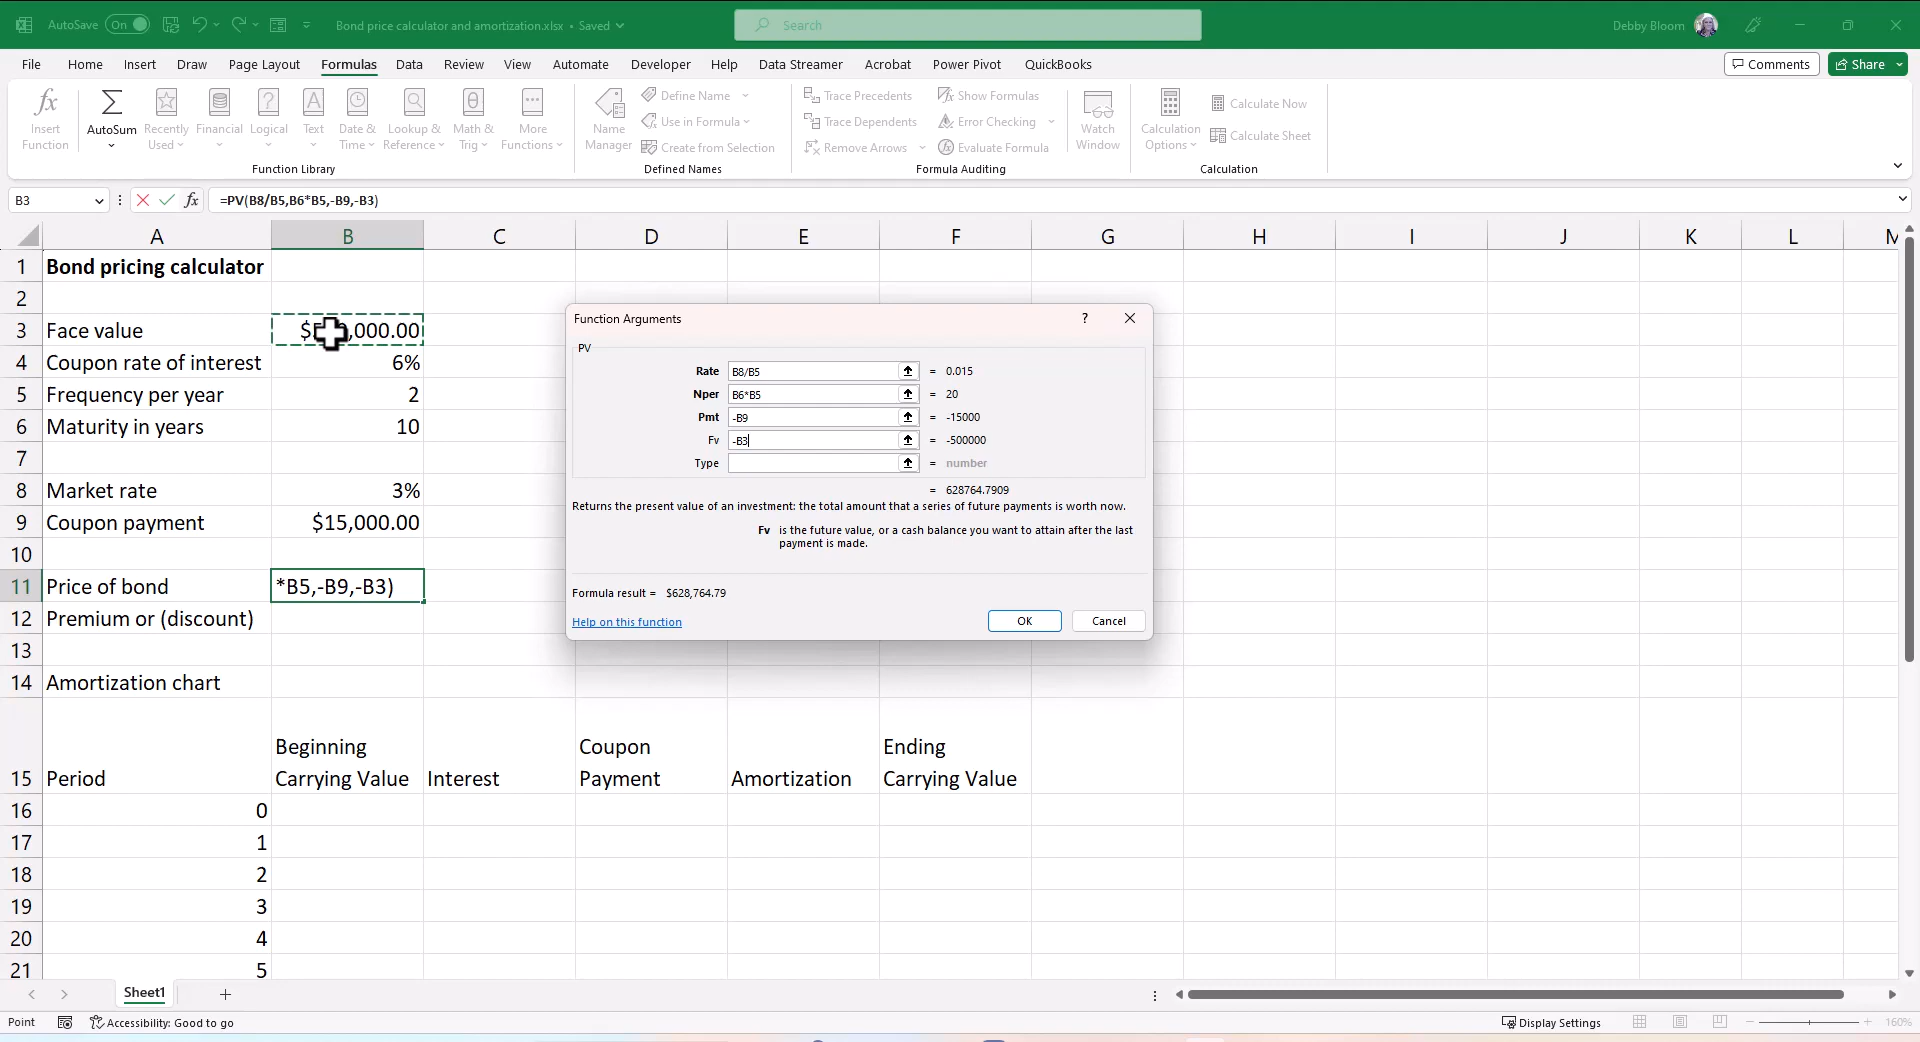 AutoSave On Bond price calculator and amortization.xlsx • Saved Search Debby Bloom
File Home Insert Draw Page Layout Formulas Data Review View Automate Developer Help Data Streamer Acrobat Power Pivot QuickBooks Comments Share
fx Insert Function
AutoSum
Recently Used
Financial
Logical
Text
Date & Time
Lookup & Reference
Math & Trig
More Functions
Function Library
Name Manager
Define Name
Use in Formula
Create from Selection
Defined Names
Trace Precedents
Trace Dependents
Remove Arrows
Show Formulas
Error Checking
Evaluate Formula
Formula Auditing
Watch Window
Calculation Options
Calculate Now
Calculate Sheet
Calculation
B3 fx =PV(B8/B5,B6*B5,-B9,-B3)
A B C D E F G H I J K L M
1 Bond pricing calculator
2
3 Face value ,000.00
4 Coupon rate of interest 6%
5 Frequency per year 2
6 Maturity in years 10
7
8 Market rate 3%
9 Coupon payment $15,000.00
10
11 Price of bond *B5,-B9,-B3)
12 Premium or (discount)
13
14 Amortization chart
15 Period Beginning Carrying Value Interest Coupon Payment Amortization Ending Carrying Value
16 0
17 1
18 2
19 3
20 4
21 5
Function Arguments ?
PV
Rate B8/B5 = 0.015
Nper B6*B5 = 20
Pmt -B9 = -15000
Fv -B3 = -500000
Type = number
= 628764.7909
Returns the present value of an investment: the total amount that a series of future payments is worth now.
Fv is the future value, or a cash balance you want to attain after the last
payment is made.
Formula result = $628,764.79
Help on this function OK Cancel
Sheet1
Point Accessibility: Good to go Display Settings 160%